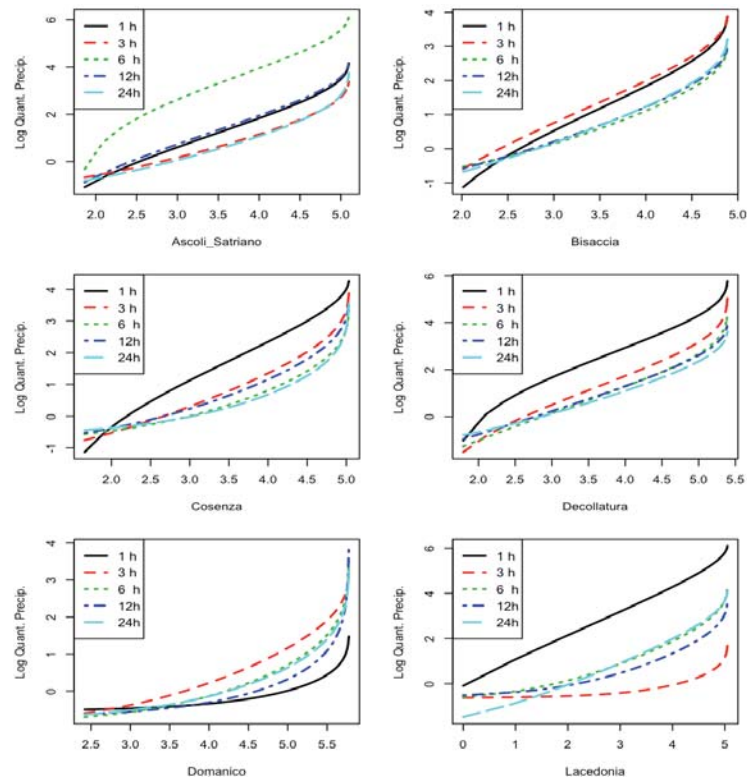 Log Quant. Precip.
6
4
2
0
1 h
3 h
6 h
12h
24h
2.0 2.5 3.0 3.5 4.0 4.5 5.0
Ascoli_Satriano
Log Quant. Precip.
4
3
2
1
0
-1
1 h
3 h
6 h
12h
24h
2.0 2.5 3.0 3.5 4.0 4.5 5.0
Bisaccia
Log Quant. Precip.
4
3
2
1
0
-1
1 h
3 h
6 h
12h
24h
2.0 2.5 3.0 3.5 4.0 4.5 5.0
Cosenza
Log Quant. Precip.
6
4
2
0
1 h
3 h
6 h
12h
24h
2.0 2.5 3.0 3.5 4.0 4.5 5.0 5.5
Decollatura
Log Quant. Precip.
4
3
2
1
0
1 h
3 h
6 h
12h
24h
2.5 3.0 3.5 4.0 4.5 5.0 5.5
Domanico
Log Quant. Precip.
6
4
2
0
1 h
3 h
6 h
12h
24h
0 1 2 3 4 5
Lacedonia